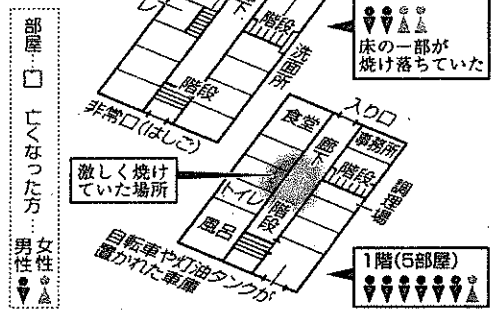 階段
洗面所
階段
非常口(はしご)
床の一部が
焼け落ちていた
部屋…
亡くなった方…
女性
男性
激しく焼け
ていた場所
入り口
食堂
廊下
事務所
階段
調理場
トイレ
階段
風呂
自転車や灯油タンクが
置かれた車庫
1階(5部屋)